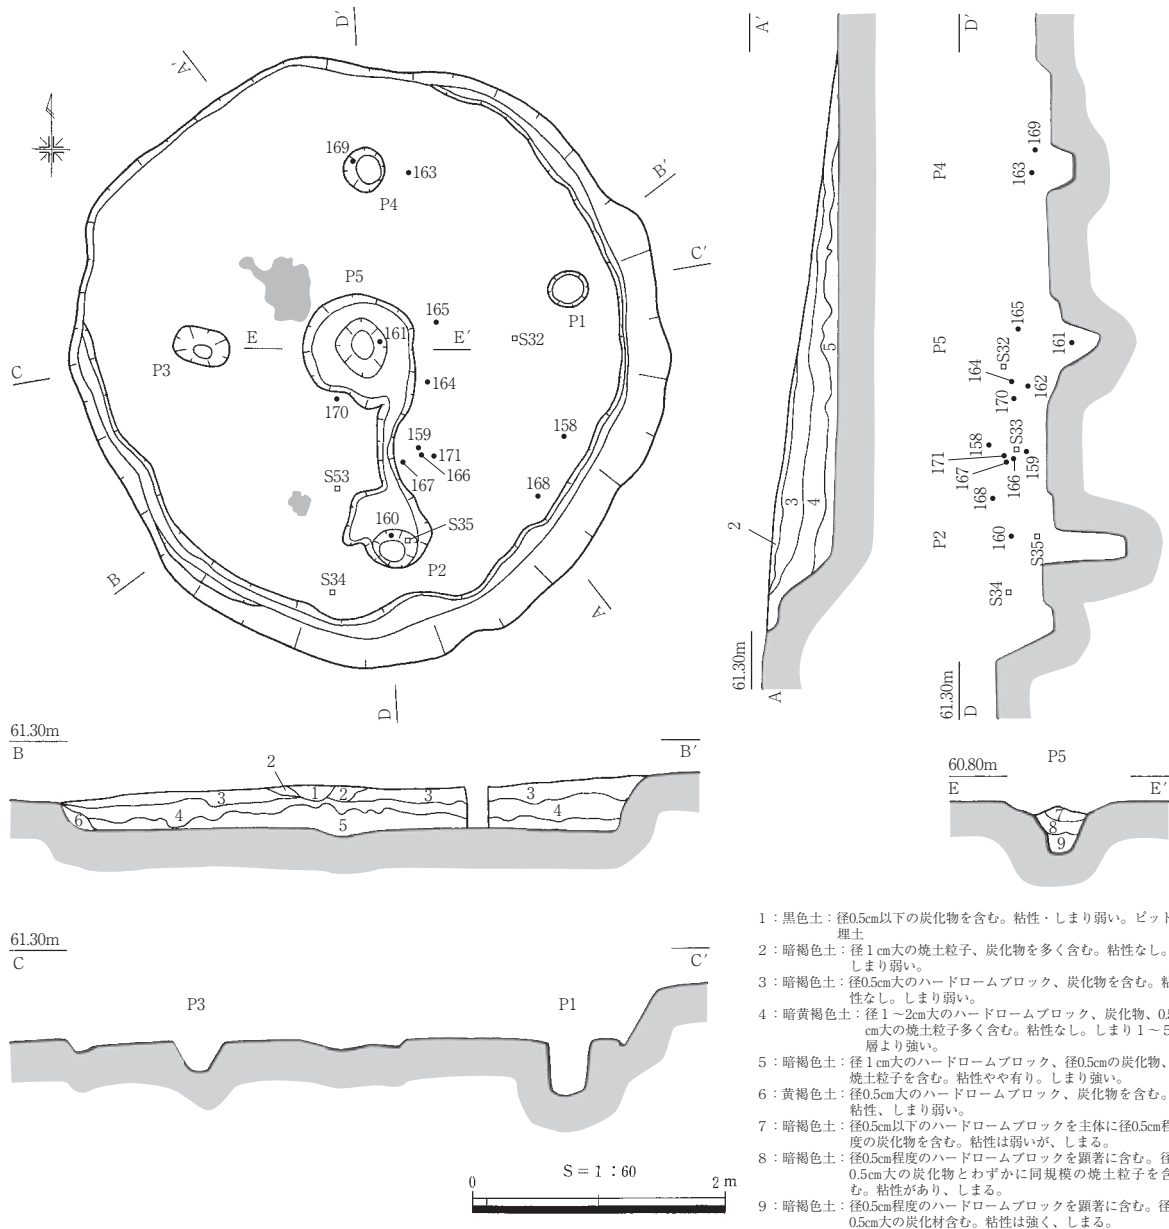 D′
A′
A′
D′
169
163
P4
B′
C′
P5
165
161
E
E′
P1
S32
P3
C
164
170
159
158
171
166
167
S53
168
160
S35
P2
B
S34
A
D
2
3
4
5
61.30m
A
P4
169
163
P5
165
S32
161
164
162
170
158
S33
171
159
167
166
168
P2
160
S35
S34
61.30m
D
61.30m
B
B′
2
1
2
3
3
3
4
4
5
6
60.80m
P5
E
E′
7
8
9
61.30m
C
C′
P3
P1
S=1:60
0
2m
1：黒色土：径0.5cm以下の炭化物を含む。粘性・しまり弱い。ピット
埋土
2：暗褐色土：径1cm大の焼土粒子、炭化物を多く含む。粘性なし。
しまり弱い。
3：暗褐色土：径0.5cm大のハードロームブロック、炭化物を含む。粘
性なし。しまり弱い。
4：暗黄褐色土：径1～2cm大のハードロームブロック、炭化物、0.5
cm大の焼土粒子多く含む。粘性なし。しまり1～5
層より強い。
5：暗褐色土：径1cm大のハードロームブロック、径0.5cmの炭化物、
焼土粒子を含む。粘性やや有り。しまり強い。
6：黄褐色土：径0.5cm大のハードロームブロック、炭化物を含む。
粘性、しまり弱い。
7：暗褐色土：径0.5cm以下のハードロームブロックを主体に径0.5cm程
度の炭化物を含む。粘性は弱いが、しまる。
8：暗褐色土：径0.5cm程度のハードロームブロックを顕著に含む。径
0.5cm大の炭化物とわずかに同規模の焼土粒子を含
む。粘性があり、しまる。
9：暗褐色土：径0.5cm程度のハードロームブロックを顕著に含む。径
0.5cm大の炭化材含む。粘性は強く、しまる。